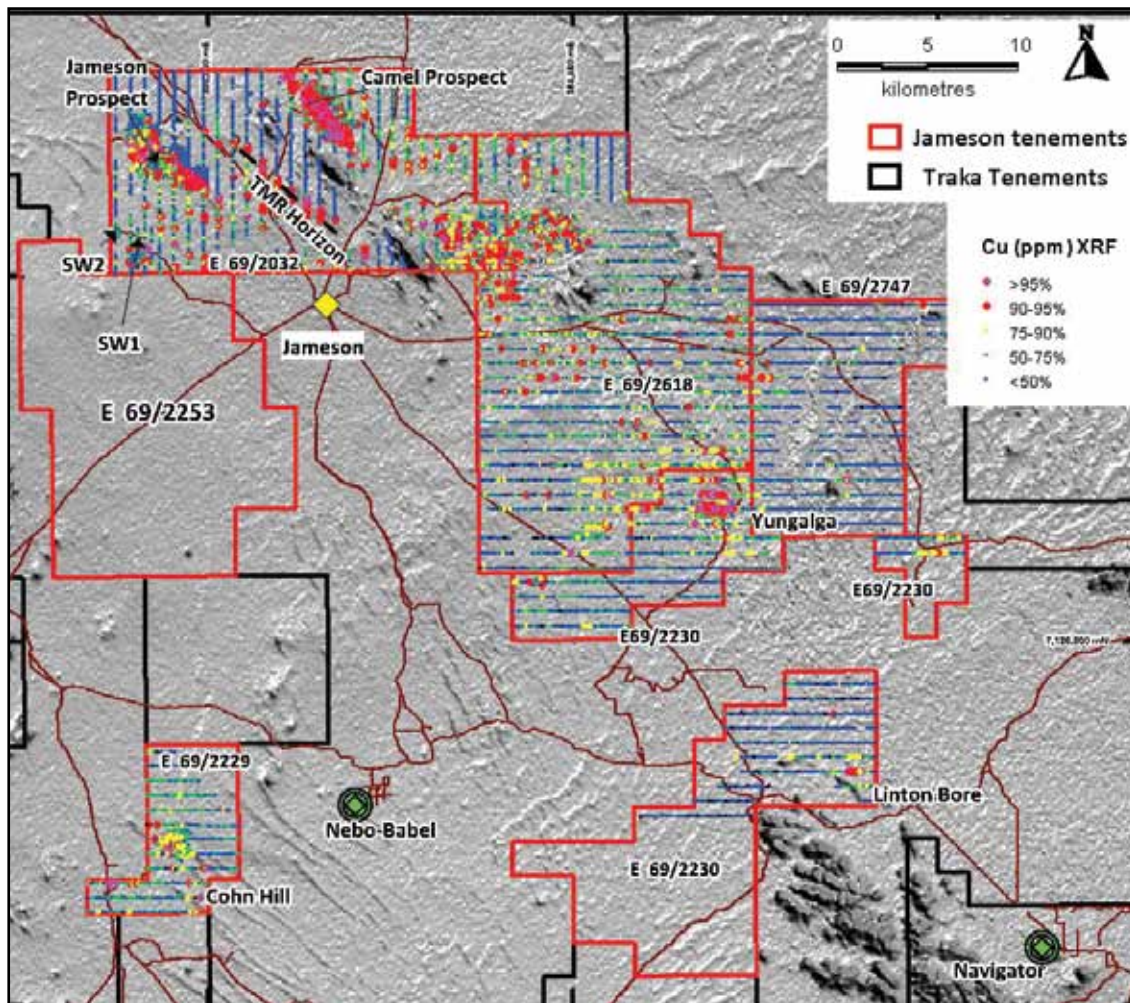 Jameson
Prospect
Camel Prospect
0 5 10
kilometres
N
Jameson tenements
Traka Tenements
Cu (ppm) XRF
>95%
90-95%
75-90%
50-75%
<50%
TMR Horizon
SW2
SW1
E 69/2032
Jameson
E 69/2747
E 69/2253
E 69/2618
Yungalga
E69/2230
E69/2230
E 69/2229
Nebo-Babel
Linton Bore
E 69/2230
Cohn Hill
Navigator